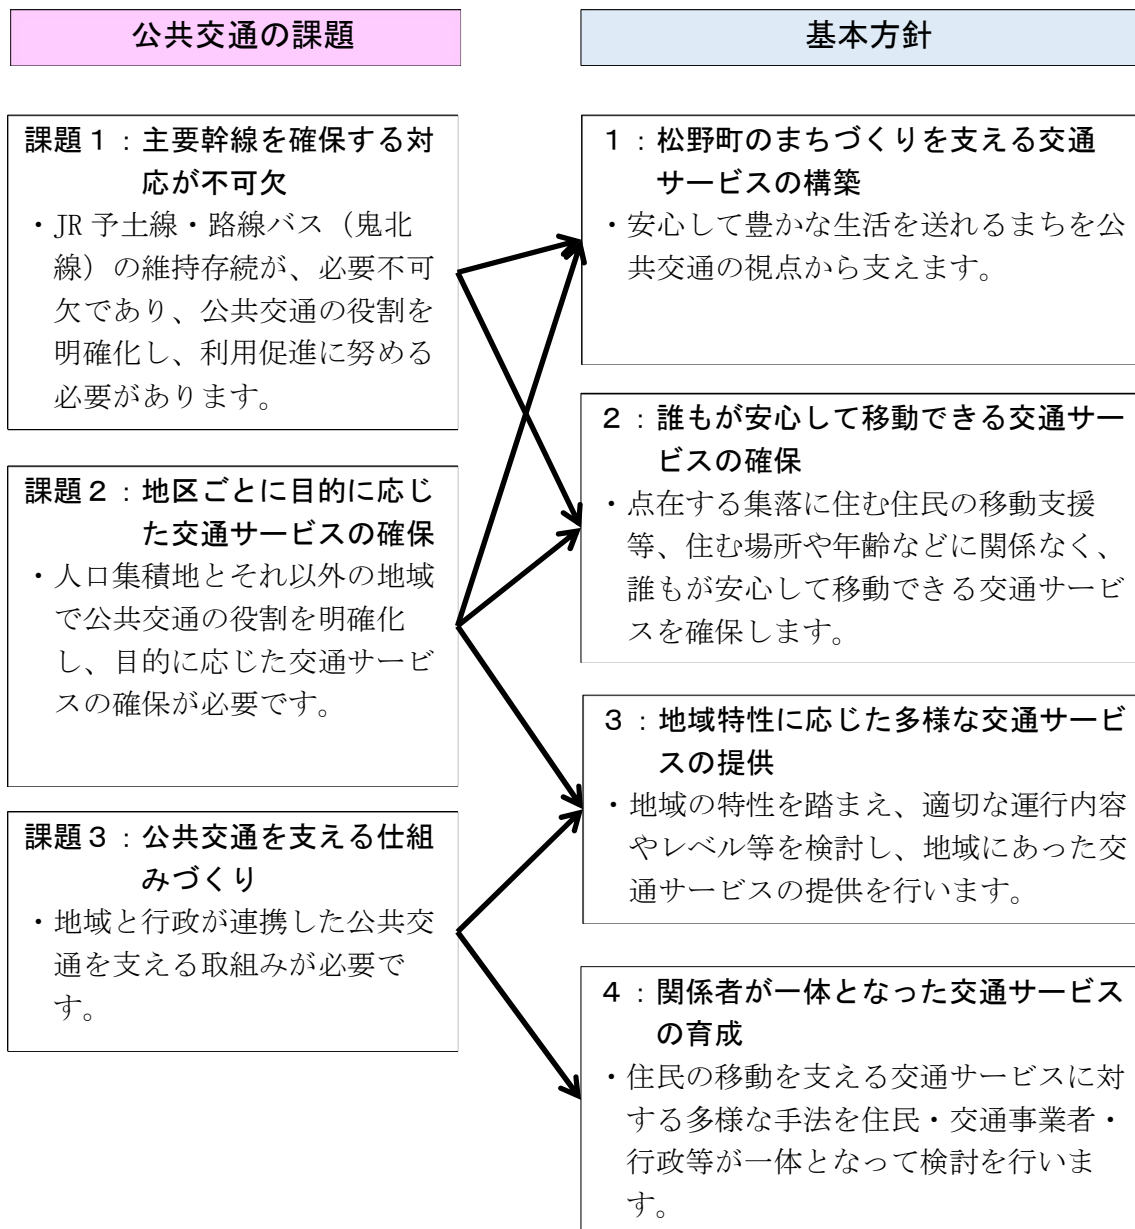 公共交通の課題
課題１：主要幹線を確保する対
応が不可欠
・JR 予土線・路線バス（鬼北
線）の維持存続が、必要不可
欠であり、公共交通の役割を
明確化し、利用促進に努める
必要があります。
課題２：地区ごとに目的に応じ
た交通サービスの確保
・人口集積地とそれ以外の地域
で公共交通の役割を明確化
し、目的に応じた交通サービ
スの確保が必要です。
課題３：公共交通を支える仕組
みづくり
・地域と行政が連携した公共交
通を支える取組みが必要で
す。
基本方針
１：松野町のまちづくりを支える交通
サービスの構築
・安心して豊かな生活を送れるまちを公
共交通の視点から支えます。
２：誰もが安心して移動できる交通サー
ビスの確保
・点在する集落に住む住民の移動支援
等、住む場所や年齢などに関係なく、
誰もが安心して移動できる交通サービ
スを確保します。
３：地域特性に応じた多様な交通サービ
スの提供
・地域の特性を踏まえ、適切な運行内容
やレベル等を検討し、地域にあった交
通サービスの提供を行います。
４：関係者が一体となった交通サービス
の育成
・住民の移動を支える交通サービスに対
する多様な手法を住民・交通事業者・
行政等が一体となって検討を行いま
す。